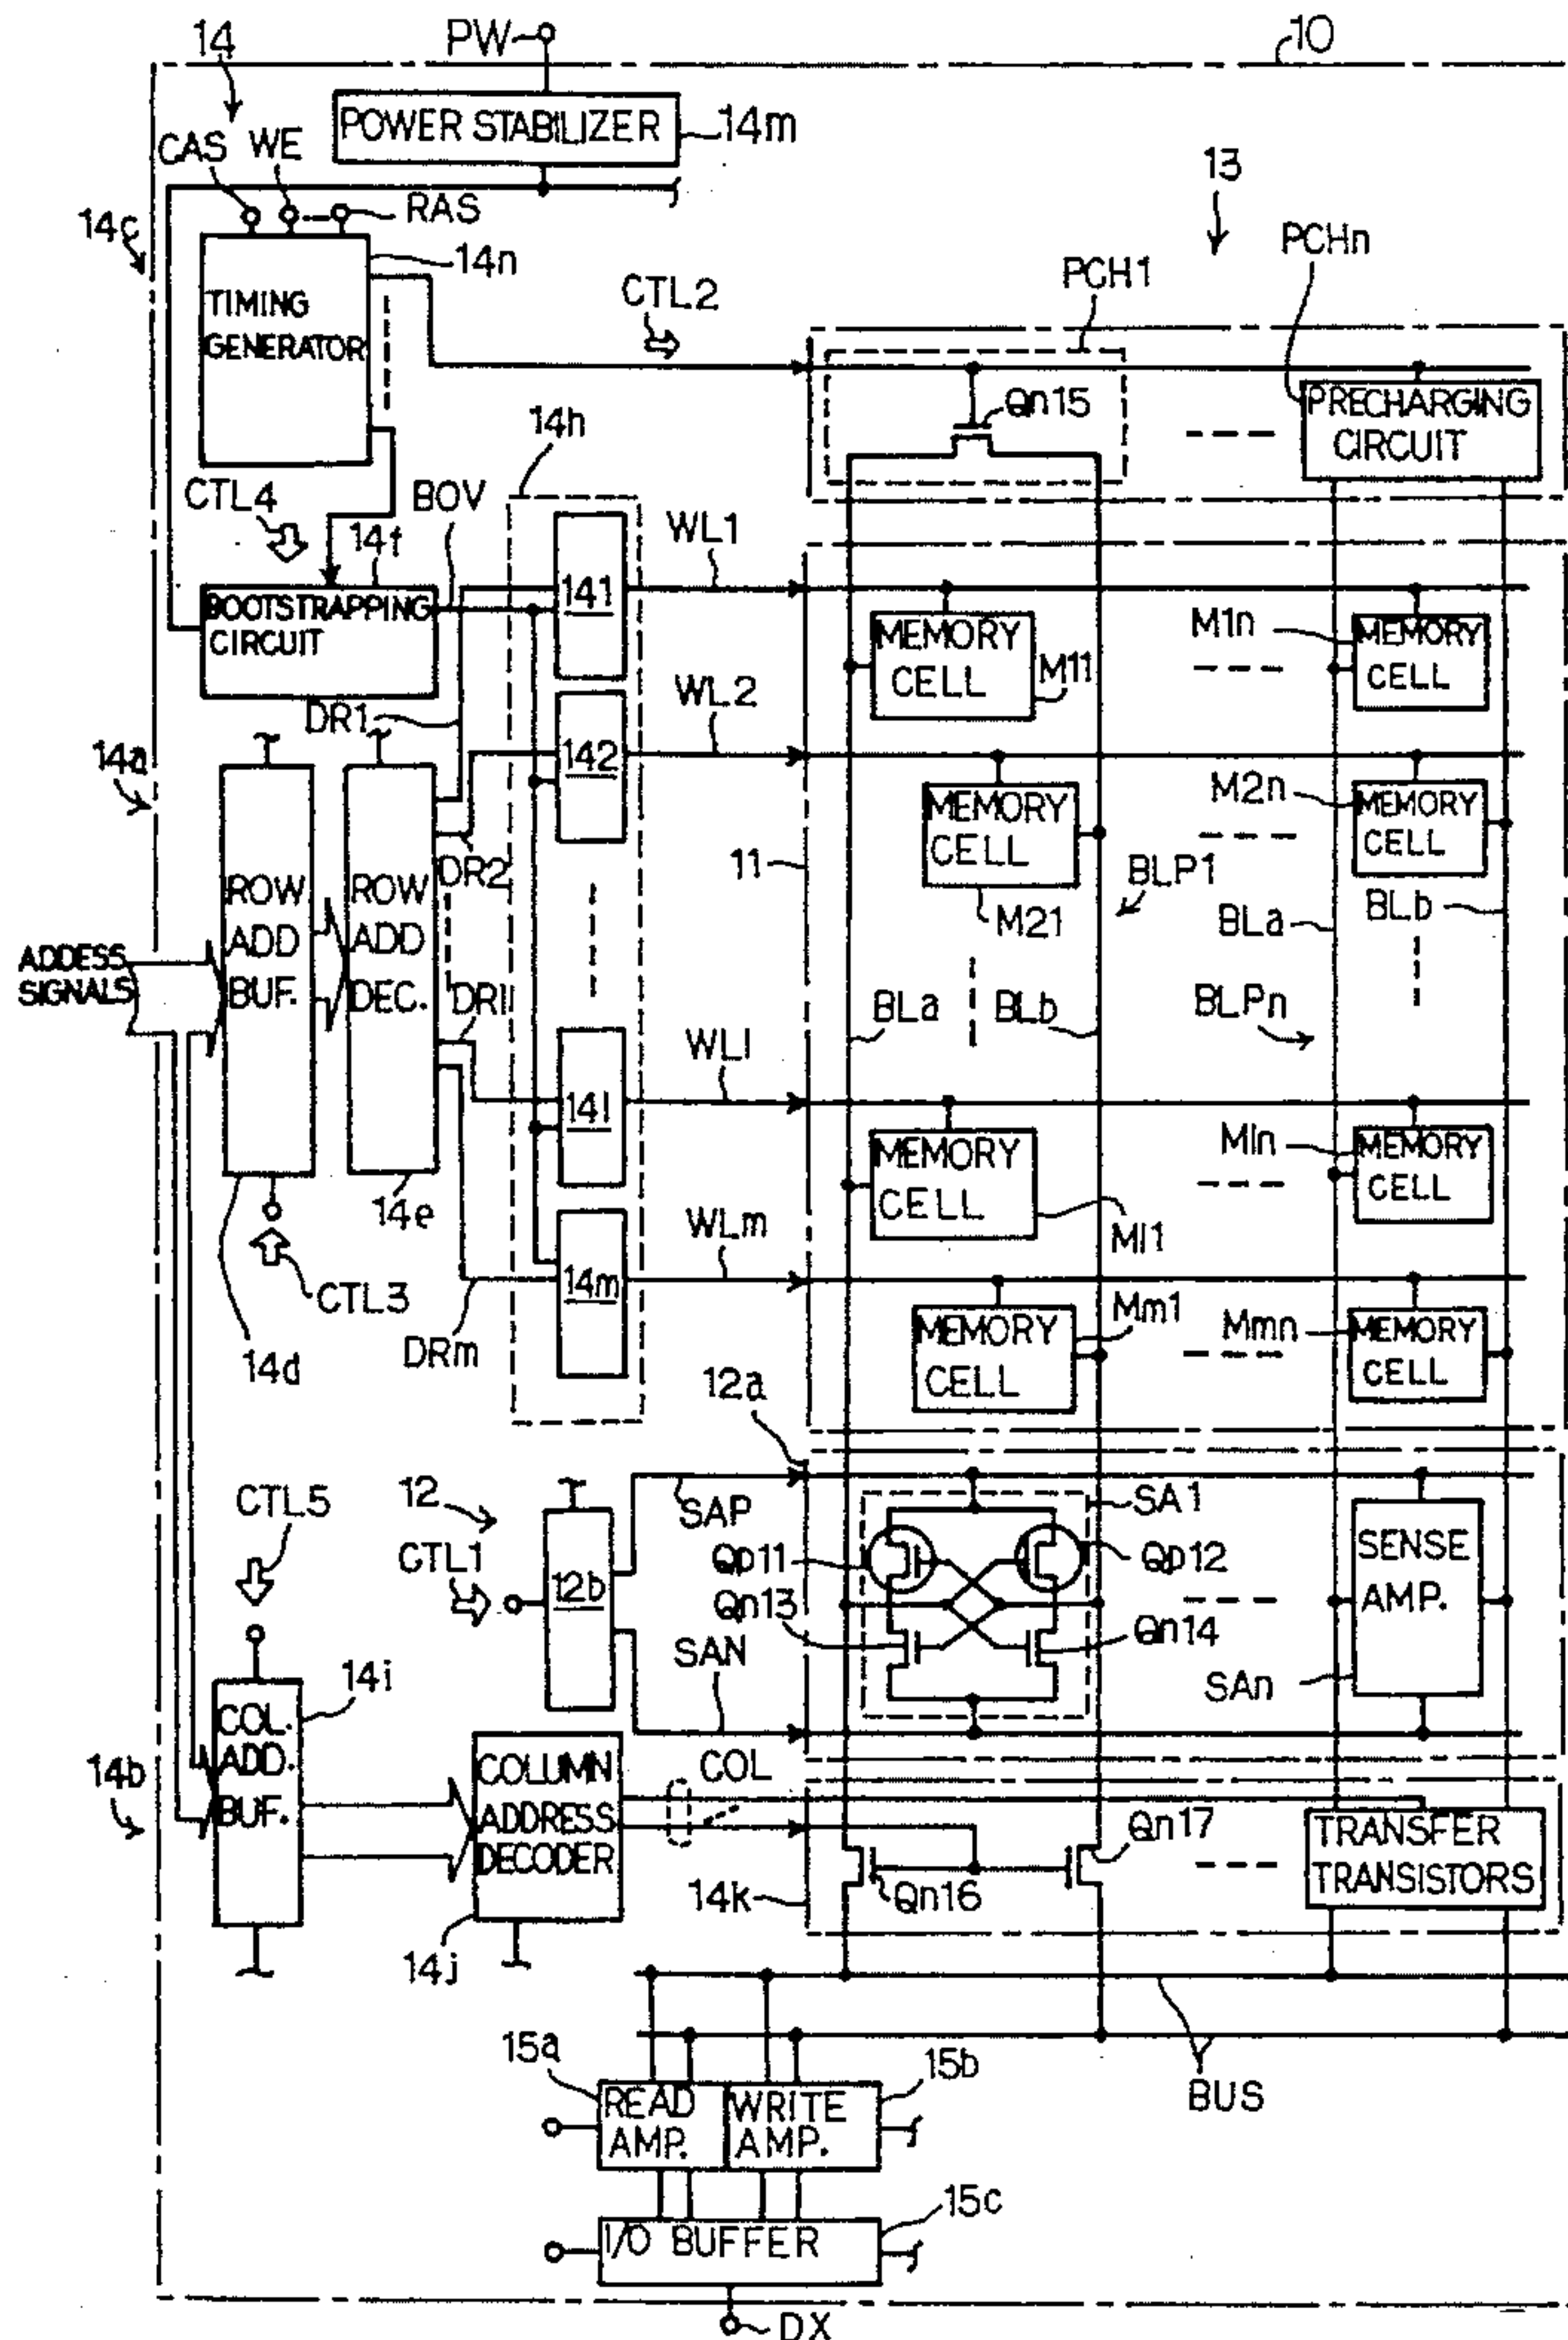 PW
10
14
POWER STABILIZER
14m
CAS
WE
RAS
13
14c
14n
PCHn
PCH1
CTL2
TIMING
GENERATOR
Qn15
PRECHARGING
CIRCUIT
14h
CTL4
BOV
14f
WL1
BOOTSTRAPPING
CIRCUIT
141
MEMORY
CELL
M11
M1n
MEMORY
CELL
DR1
WL2
14a
142
MEMORY
CELL
M21
M2n
MEMORY
CELL
11
DR2
BLP1
ROW
ADD
BUF.
ROW
ADD
DEC.
BLa
BLb
ADDESS
SIGNALS
DRl
BLa
BLb
BLPn
WLl
14l
MEMORY
CELL
Ml1
Mln
MEMORY
CELL
14e
WLm
CTL3
14m
Mm1
MEMORY
CELL
Mmn
MEMORY
CELL
DRm
14d
12a
CTL5
12
SAP
SA1
CTL1
12b
Qp11
Qp12
SENSE
AMP.
Qn13
Qn14
SAN
SAn
14i
COL.
ADD.
BUF.
COLUMN
ADDRESS
DECODER
COL
14b
Qn17
TRANSFER
TRANSISTORS
Qn16
14k
14j
15a
15b
BUS
READ
AMP.
WRITE
AMP.
15c
I/O BUFFER
DX